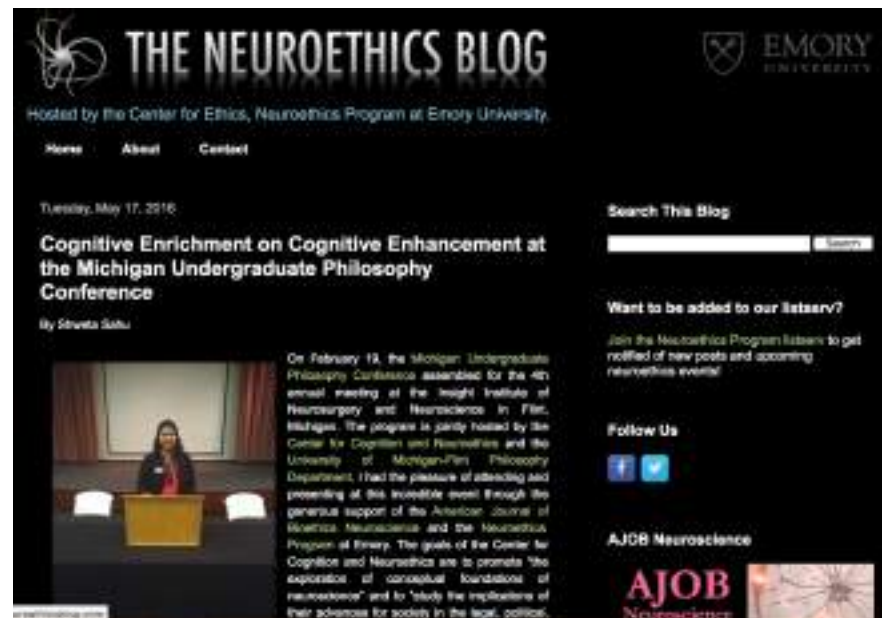 THE NEUROETHICS BLOG
EMORY
UNIVERSITY
Hosted by the Center for Ethics, Neuroethics Program at Emory University.
Home About Contact
Tuesday, May 17, 2016
Cognitive Enrichment on Cognitive Enhancement at
the Michigan Undergraduate Philosophy
Conference
By Shweta Sahu
On February 19, the Michigan Undergraduate
Philosophy Conference assembled for the 4th
annual meeting at the Insight Institute of
Neurosurgery and Neuroscience in Flint,
Michigan. The program is jointly hosted by the
Center for Cognition and Neuroethics and the
University of Michigan-Flint Philosophy
Department. I had the pleasure of attending and
presenting at this incredible event through the
generous support of the American Journal of
Bioethics Neuroscience and the Neuroethics
Program at Emory. The goals of the Center for
Cognition and Neuroethics are to promote "the
exploration of conceptual foundations of
neuroscience" and to "study the implications of
their advances for society in the legal, political,
Search This Blog
Search
Want to be added to our listserv?
Join the Neuroethics Program listserv to get
notified of new posts and upcoming
neuroethics events!
Follow Us
AJOB Neuroscience
AJOB
Neuroscience